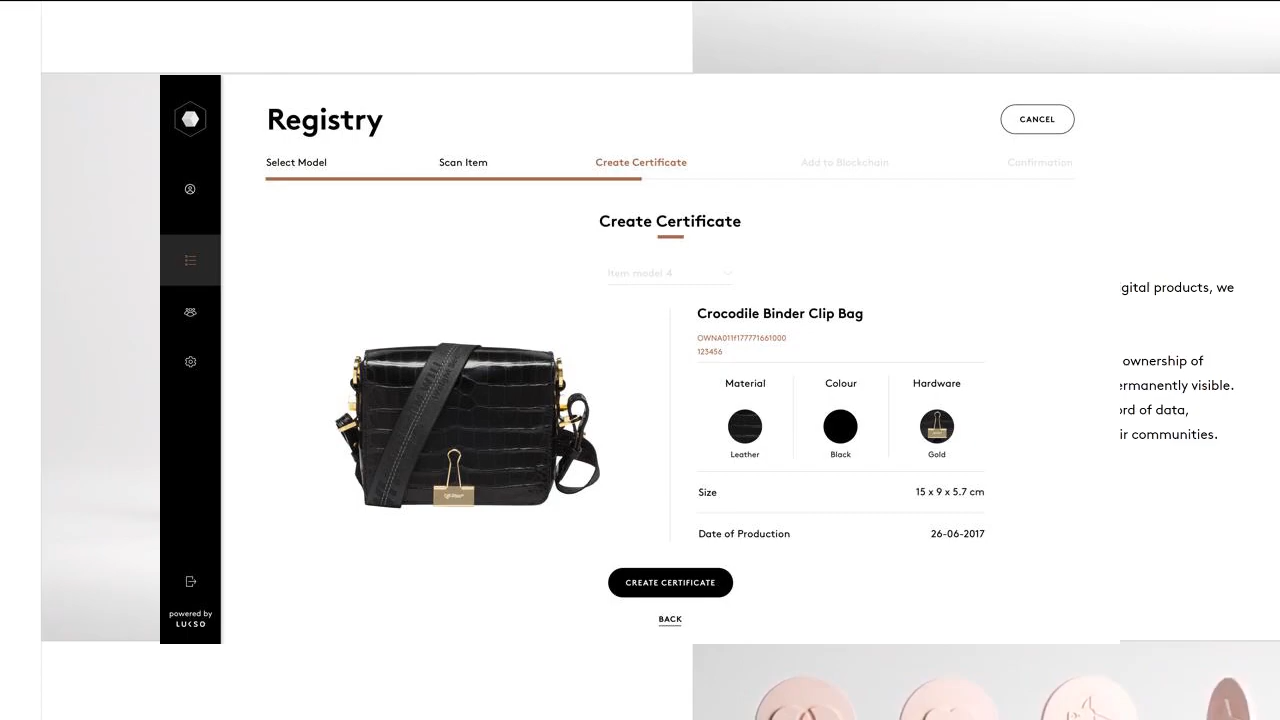 Registry
CANCEL
Select Model
Scan Item
Create Certificate
Add to Blockchain
Confirmation
Create Certificate
Item model 4
Crocodile Binder Clip Bag
OWNA011f177771661000
123456
Material
Colour
Hardware
Leather
Black
Gold
Size
15 x 9 x 5.7 cm
Date of Production
26-06-2017
CREATE CERTIFICATE
BACK
powered by
LUKSO
gital products, we
ownership of
ermanently visible.
ord of data,
ir communities.